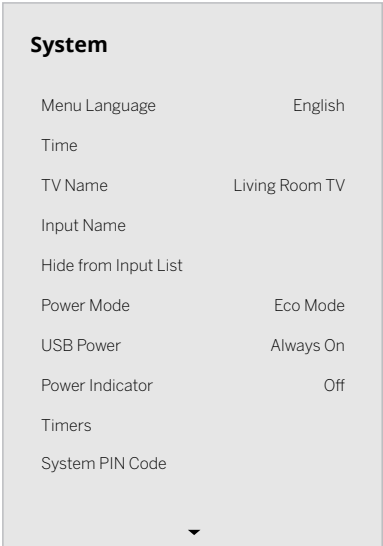 System
Menu Language English
Time
TV Name Living Room TV
Input Name
Hide from Input List
Power Mode Eco Mode
USB Power Always On
Power Indicator Off
Timers
System PIN Code